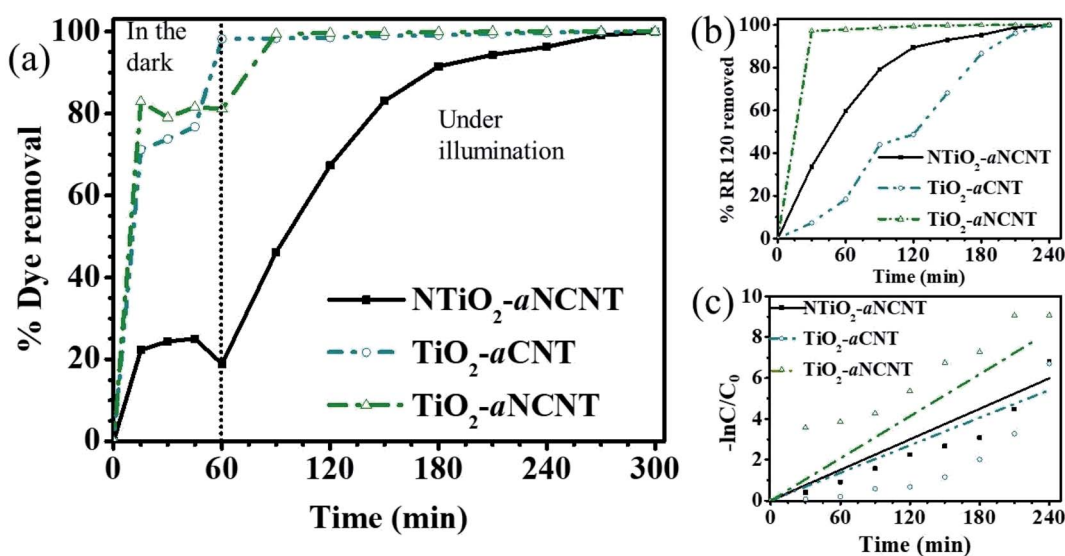 (a)
In the
dark
Under
illumination
% Dye removal
100
80
60
40
20
0
NTiO₂-aNCNT
TiO₂-aCNT
TiO₂-aNCNT
0 60 120 180 240 300
Time (min)
(b)
% RR 120 removed
100
80
60
40
20
0
NTiO₂-aNCNT
TiO₂-aCNT
TiO₂-aNCNT
0 60 120 180 240
Time (min)
(c)
-lnC/C₀
10
8
6
4
2
0
NTiO₂-aNCNT
TiO₂-aCNT
TiO₂-aNCNT
0 60 120 180 240
Time (min)